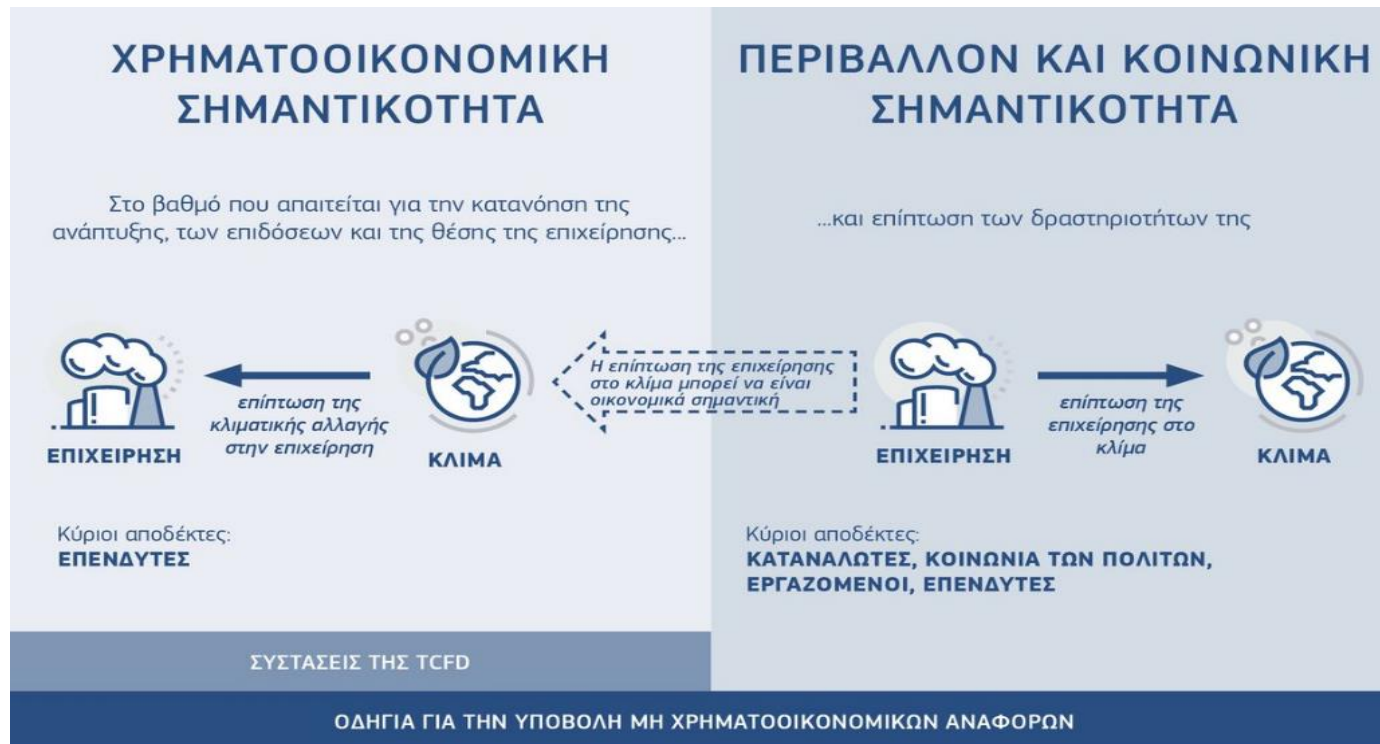 ΧΡΗΜΑΤΟΟΙΚΟΝΟΜΙΚΗ
ΣΗΜΑΝΤΙΚΟΤΗΤΑ
Στο βαθμό που απαιτείται για την κατανόηση της
ανάπτυξης, των επιδόσεων και της θέσης της επιχείρησης...
επίπτωση της
κλιματικής αλλαγής
στην επιχείρηση
ΕΠΙΧΕΙΡΗΣΗ
ΚΛΙΜΑ
Η επίπτωση της επιχείρησης
στο κλίμα μπορεί να είναι
οικονομικά σημαντική
Κύριοι αποδέκτες:
ΕΠΕΝΔΥΤΕΣ
ΣΥΣΤΑΣΕΙΣ ΤΗΣ TCFD
ΠΕΡΙΒΑΛΛΟΝ ΚΑΙ ΚΟΙΝΩΝΙΚΗ
ΣΗΜΑΝΤΙΚΟΤΗΤΑ
...και επίπτωση των δραστηριοτήτων της
επίπτωση της
επιχείρησης στο
κλίμα
ΕΠΙΧΕΙΡΗΣΗ
ΚΛΙΜΑ
Κύριοι αποδέκτες:
ΚΑΤΑΝΑΛΩΤΕΣ, ΚΟΙΝΩΝΙΑ ΤΩΝ ΠΟΛΙΤΩΝ,
ΕΡΓΑΖΟΜΕΝΟΙ, ΕΠΕΝΔΥΤΕΣ
ΟΔΗΓΙΑ ΓΙΑ ΤΗΝ ΥΠΟΒΟΛΗ ΜΗ ΧΡΗΜΑΤΟΟΙΚΟΝΟΜΙΚΩΝ ΑΝΑΦΟΡΩΝ